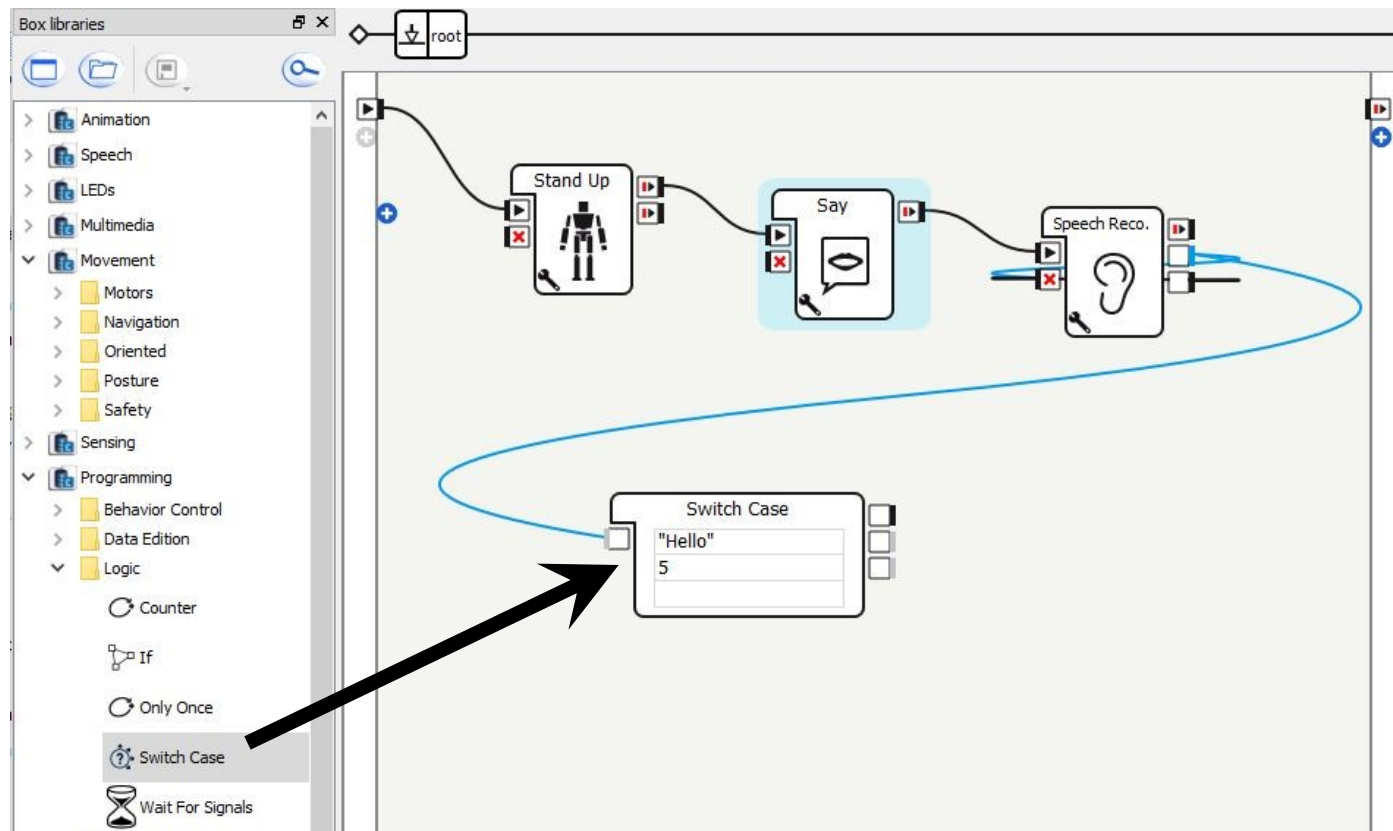 Box libraries
Animation
Speech
LEDs
Multimedia
Movement
Motors
Navigation
Oriented
Posture
Safety
Sensing
Programming
Behavior Control
Data Edition
Logic
Counter
If
Only Once
Switch Case
Wait For Signals
root
Stand Up
Say
Speech Reco.
Switch Case
"Hello"
5